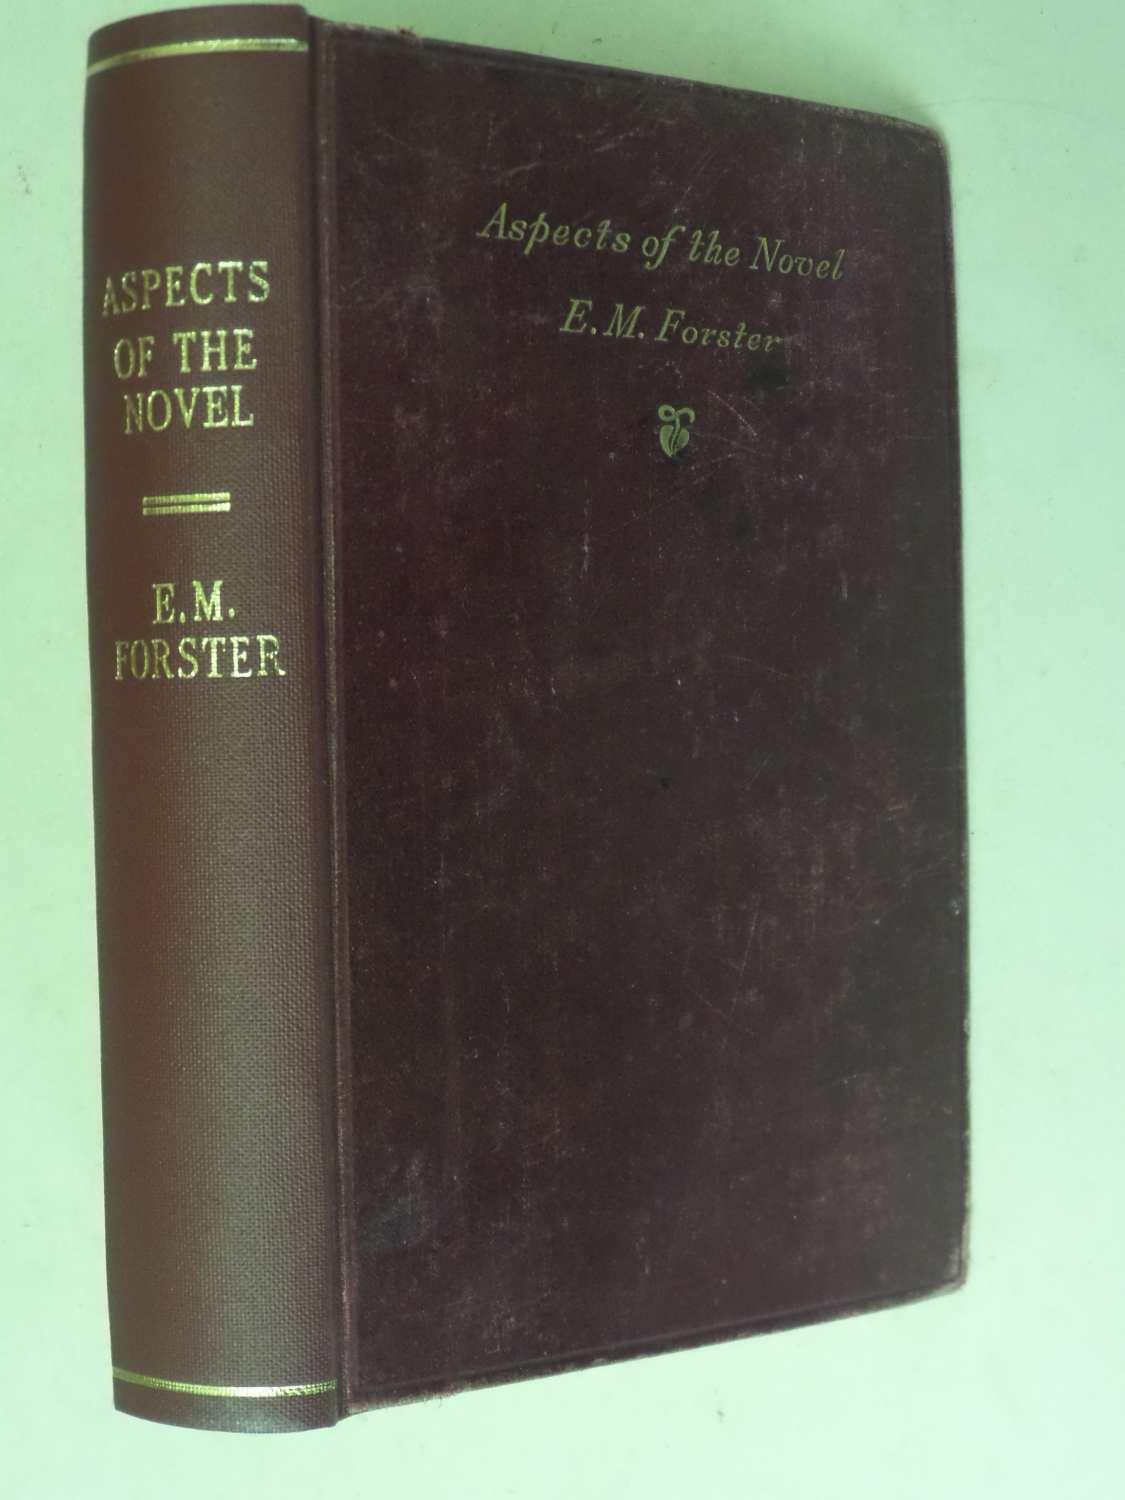 ASPECTS
OF THE
NOVEL
E.M.
FORSTER
Aspects of the Novel
E. M. Forster